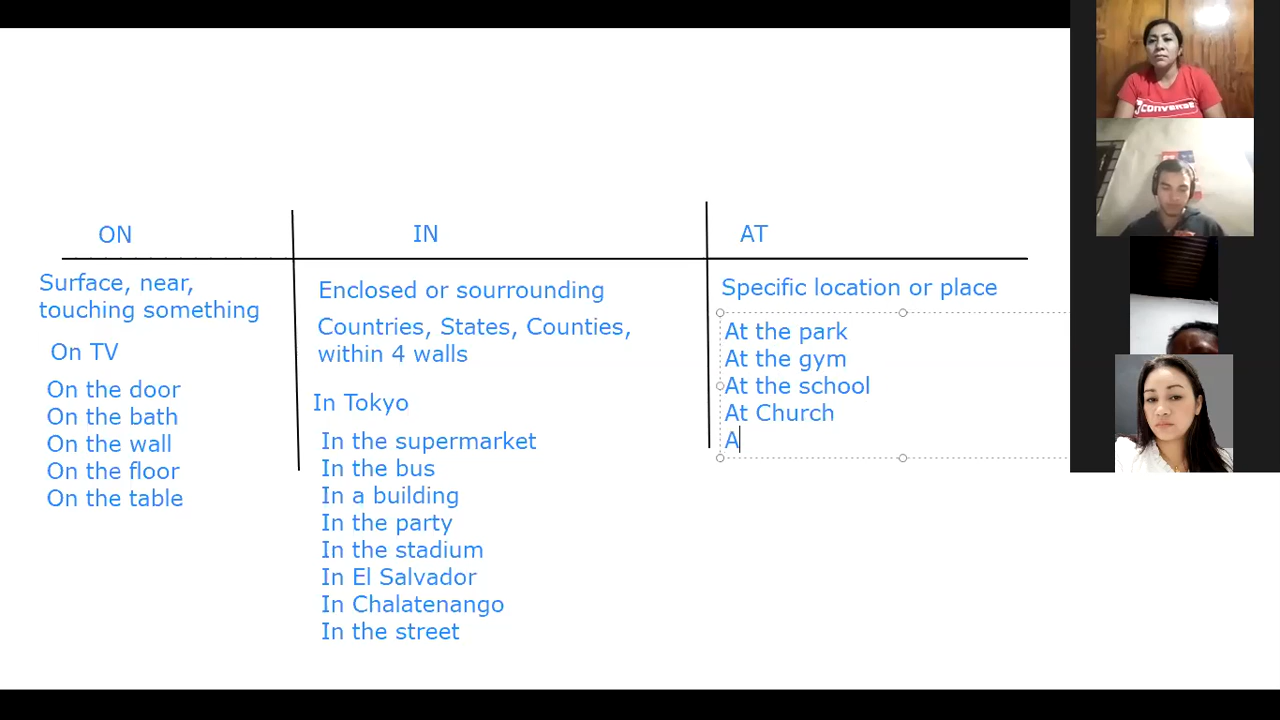 ON
Surface, near,
touching something
On TV
On the door
On the bath
On the wall
On the floor
On the table
IN
Enclosed or sourrounding
Countries, States, Counties,
within 4 walls
In Tokyo
In the supermarket
In the bus
In a building
In the party
In the stadium
In El Salvador
In Chalatenango
In the street
AT
Specific location or place
At the park
At the gym
At the school
At Church
A
CONVERSE